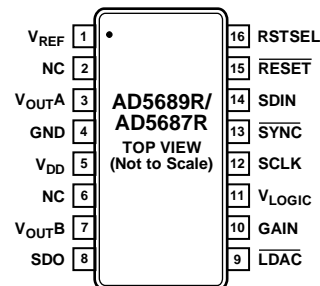 VREF 1
NC 2
VOUTA 3
GND 4
VDD 5
NC 6
VOUTB 7
SDO 8
AD5689R/
AD5687R
TOP VIEW
(Not to Scale)
16 RSTSEL
15 RESET
14 SDIN
13 SYNC
12 SCLK
11 VLOGIC
10 GAIN
9 LDAC